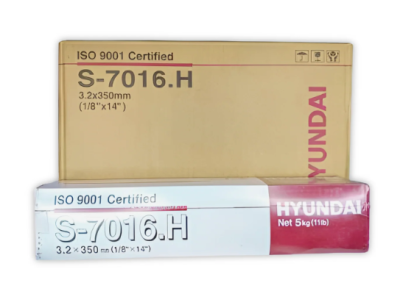 ISO 9001 Certified
S-7016.H
3.2x350mm
(1/8"x14")
HYUNDAI
ISO 9001 Certified
S-7016.H
3.2 x 350 mm (1/8"x 14")
HYUNDAI
Net 5kg (11lb)